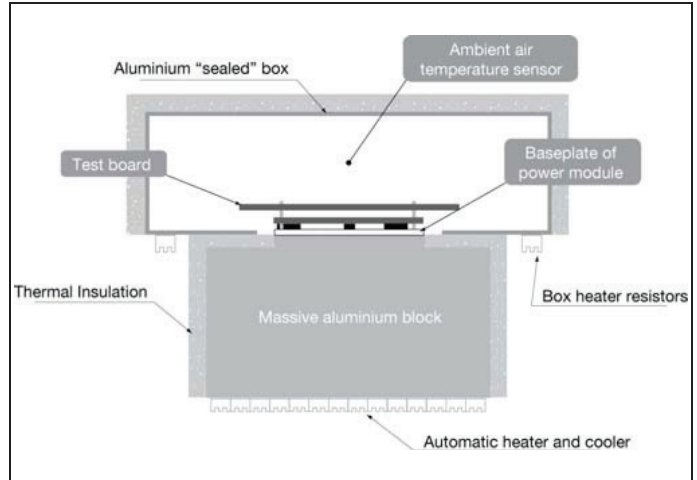 Ambient air
temperature sensor
Aluminium “sealed” box
Test board
Baseplate of
power module
Thermal Insulation
Box heater resistors
Massive aluminium block
Automatic heater and cooler